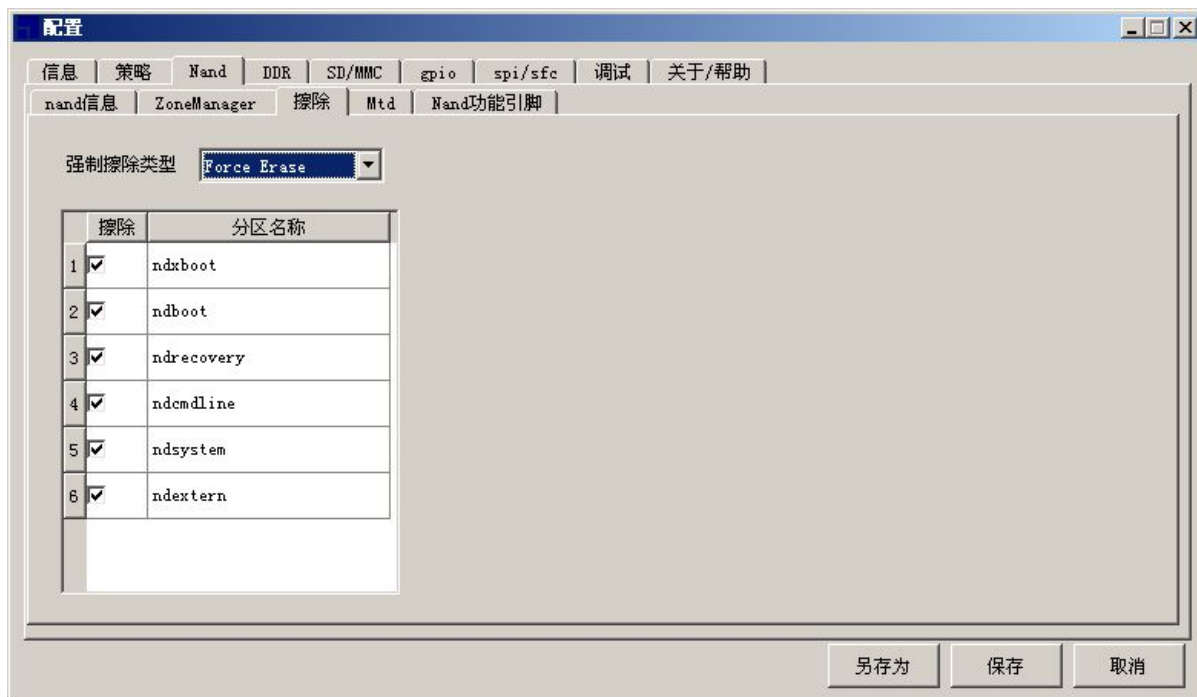 配置
信息 策略 Nand DDR SD/MMC gpio spi/sfc 调试 关于/帮助
nand信息 ZoneManager 擦除 Mtd Nand功能引脚
强制擦除类型 Force Erase
擦除 分区名称
1 ndxboot
2 ndboot
3 ndrecovery
4 ndcmdline
5 ndsystem
6 ndextern
另存为 保存 取消